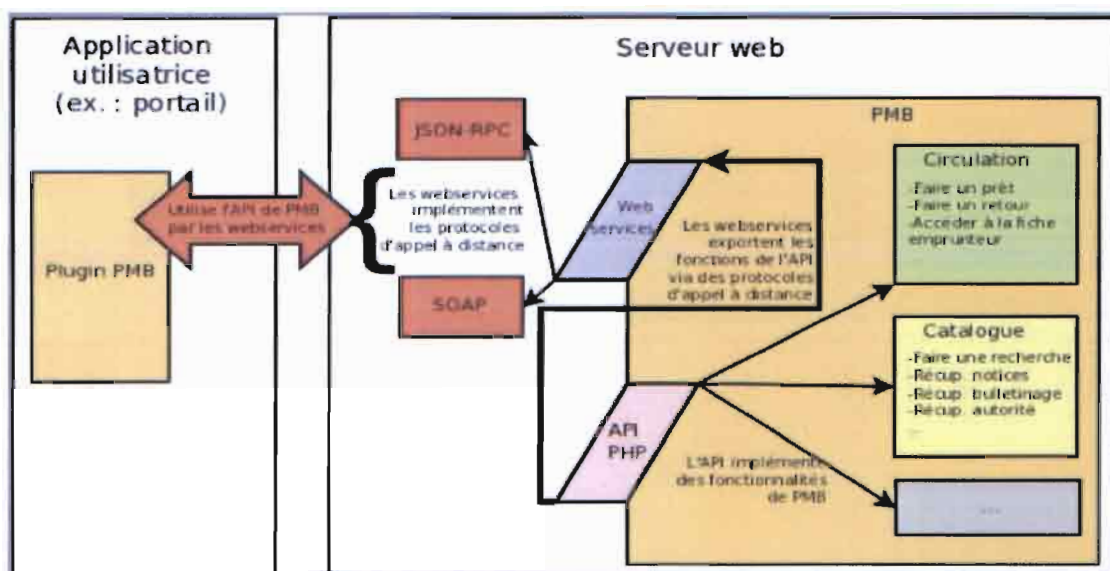 Application
utilisatrice
(ex. : portail)
Plugin PMB
Utilise l'API de PMB
par les webservices
Serveur web
JSON-RPC
Les webservices
implémentent
les protocoles
d'appel à distance
SOAP
PMB
Web
services
Les webservices
exportent les
fonctions de l'API
via des protocoles
d'appel à distance
API
PHP
L'API implémente
des fonctionnalités
de PMB
Circulation
-Faire un prêt
-Faire un retour
-Accéder à la fiche
emprunteur
Catalogue
-Faire une recherche
-Récup. notices
-Récup. bulletinage
-Récup. autorité
...
...